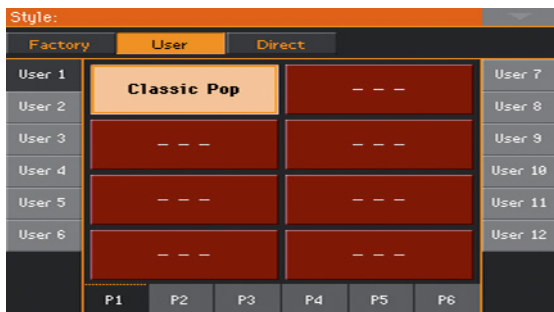 Style:
Factory User Direct
User 1
User 2
User 3
User 4
User 5
User 6
Classic Pop - - -
- - - - - -
- - - - - -
- - - - - -
User 7
User 8
User 9
User 10
User 11
User 12
P1 P2 P3 P4 P5 P6